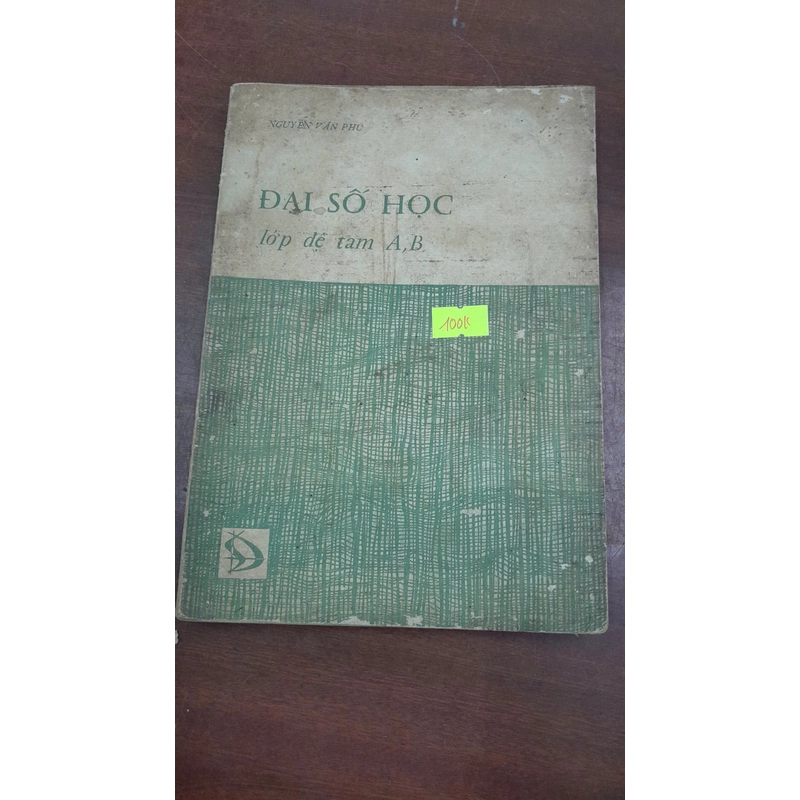 NGUYỄN VĂN PHÚ
ĐẠI SỐ HỌC
lớp đệ tam A,B
100k